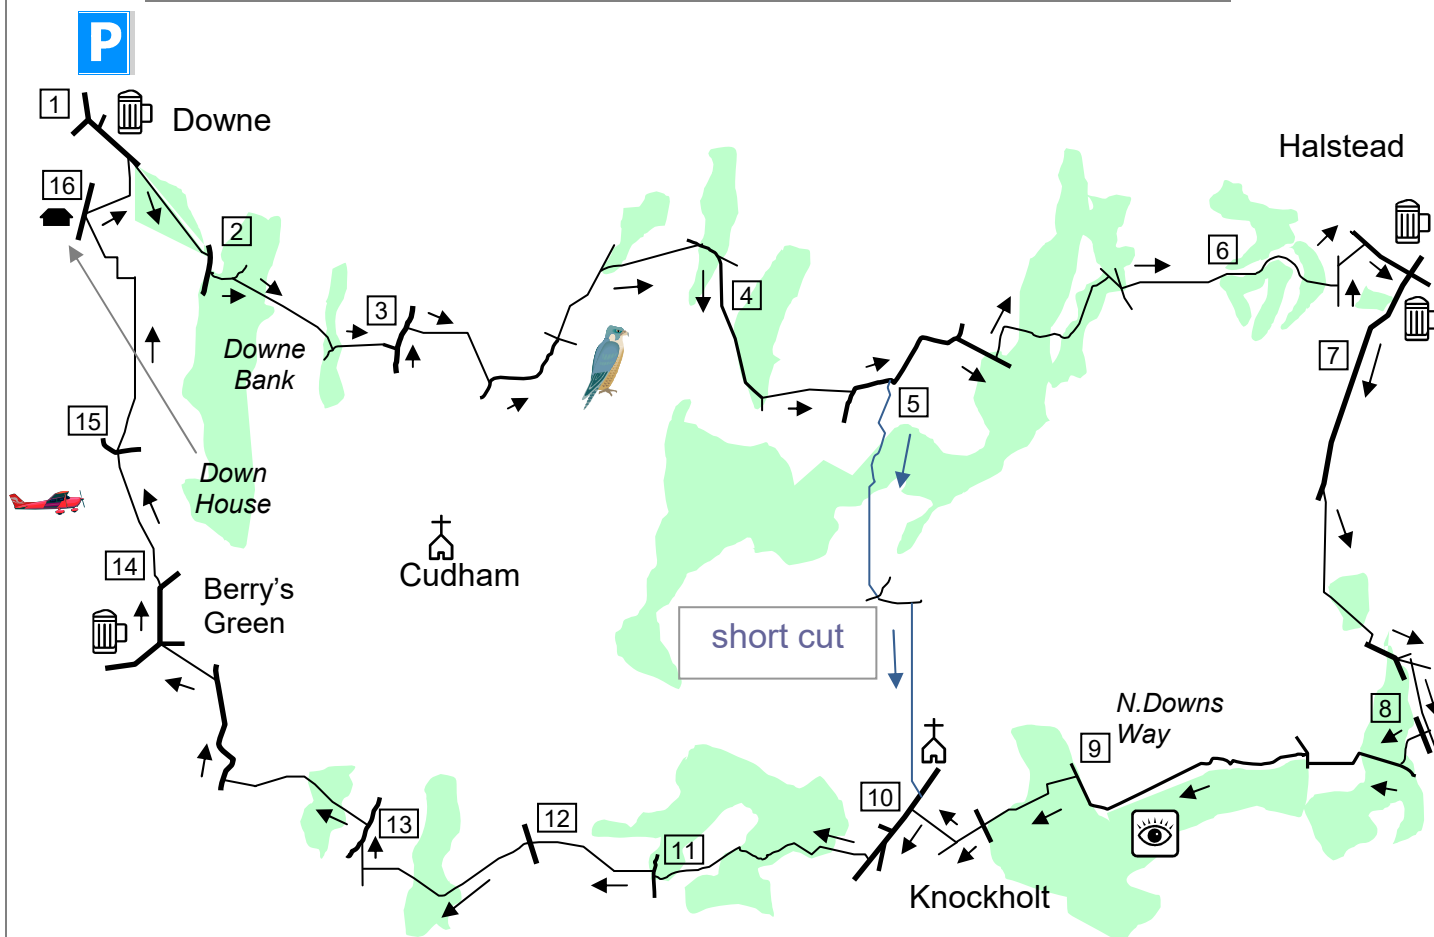 P
1
Downe
Halstead
16
2
6
3
4
Downe
Bank
7
5
15
Down
House
14
Cudham
Berry's
Green
short cut
N.Downs
Way
8
9
10
12
13
11
Knockholt